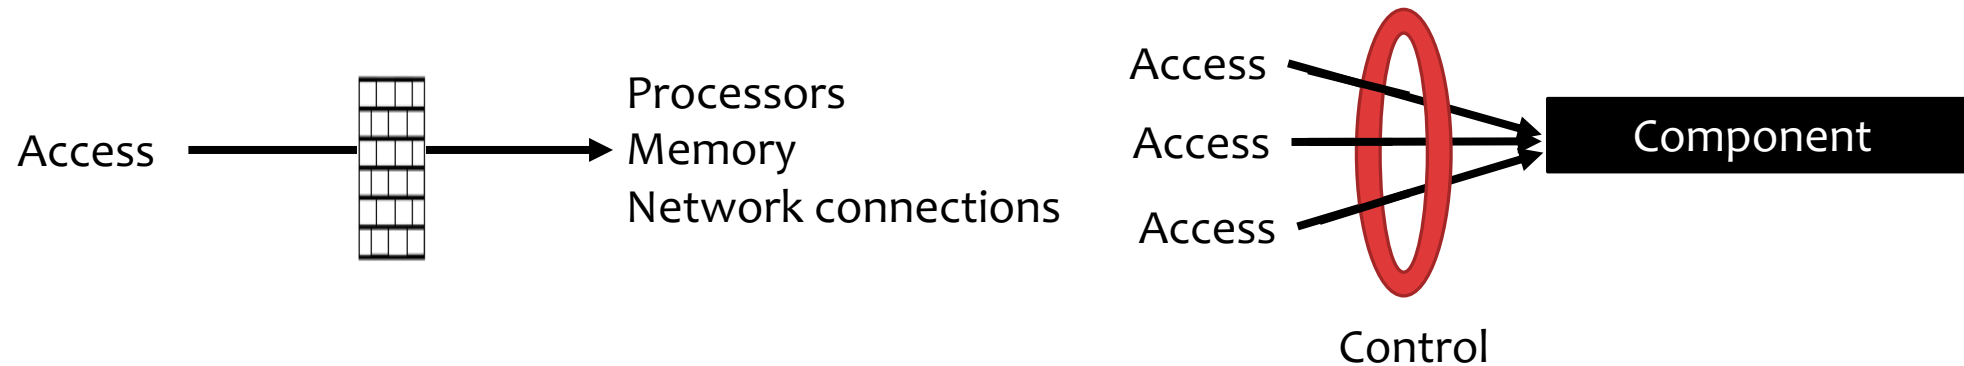 Access
Processors
Memory
Network connections
Access
Access
Access
Component
Control